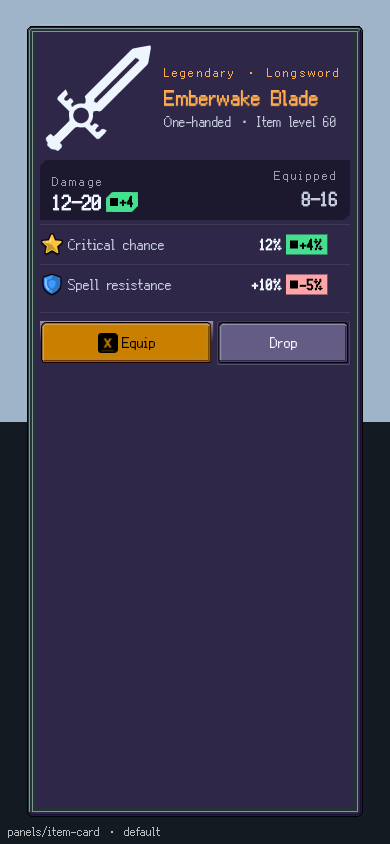 Legendary · Longsword
Emberwake Blade
One-handed · Item level 60
Damage
12–20 +4
Equipped
8–16
Critical chance 12% +4%
Spell resistance +10% -5%
X Equip
Drop
panels/item-card · default